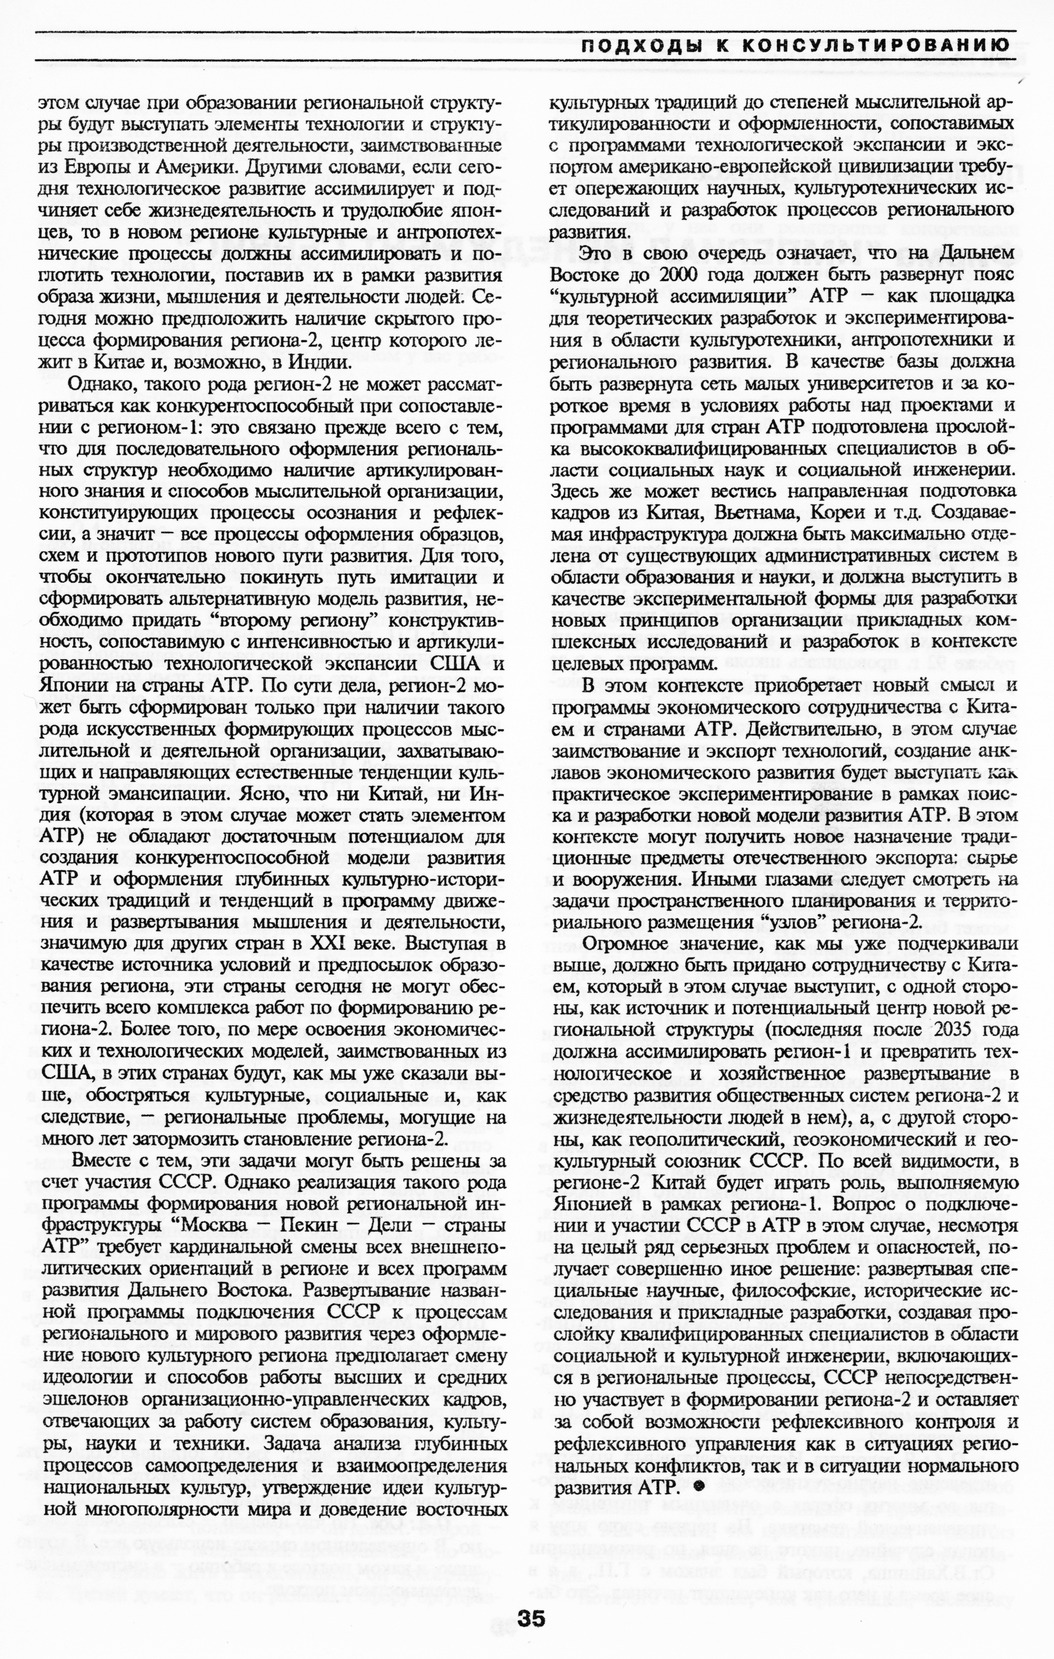 ПОДХОДЫ К КОНСУЛЬТИРОВАНИЮ
этом случае при образовании региональной структу-
ры будут выступать элементы технологии и структу-
ры производственной деятельности, заимствованные
из Европы и Америки. Другими словами, если сего-
дня технологическое развитие ассимилирует и под-
чиняет себе жизнедеятельность и трудолюбие япон-
цев, то в новом регионе культурные и антропотех-
нические процессы должны ассимилировать и по-
глотить технологии, поставив их в рамки развития
образа жизни, мышления и деятельности людей. Се-
годня можно предположить наличие скрытого про-
цесса формирования региона-2, центр которого ле-
жит в Китае и, возможно, в Индии.
Однако, такого рода регион-2 не может рассмат-
риваться как конкурентоспособный при сопоставле-
нии с регионом-1: это связано прежде всего с тем,
что для последовательного оформления региональ-
ных структур необходимо наличие артикулирован-
ного знания и способов мыслительной организации,
конституирующих процессы осознания и рефлек-
сии, а значит – все процессы оформления образцов,
схем и прототипов нового пути развития. Для того,
чтобы окончательно покинуть путь имитации и
сформировать альтернативную модель развития, не-
обходимо придать “второму региону” конструктив-
ность, сопоставимую с интенсивностью и артикули-
рованностью технологической экспансии США и
Японии на страны АТР. По сути дела, регион-2 мо-
жет быть сформирован только при наличии такого
рода искусственных формирующих процессов мыс-
лительной и деятельной организации, захватываю-
щих и направляющих естественные тенденции куль-
турной эмансипации. Ясно, что ни Китай, ни Ин-
дия (которая в этом случае может стать элементом
АТР) не обладают достаточным потенциалом для
создания конкурентоспособной модели развития
АТР и оформления глубинных культурно-истори-
ческих традиций и тенденций в программу движе-
ния и развертывания мышления и деятельности,
значимую для других стран в XXI веке. Выступая в
качестве источника условий и предпосылок образо-
вания региона, эти страны сегодня не могут обес-
печить всего комплекса работ по формированию ре-
гиона-2. Более того, по мере освоения экономичес-
ких и технологических моделей, заимствованных из
США, в этих странах будут, как мы уже сказали вы-
ше, обостряться культурные, социальные и, как
следствие, – региональные проблемы, могущие на
много лет затормозить становление региона-2.
Вместе с тем, эти задачи могут быть решены за
счет участия СССР. Однако реализация такого рода
программы формирования новой региональной ин-
фраструктуры “Москва – Пекин – Дели – страны
АТР” требует кардинальной смены всех внешнепо-
литических ориентаций в регионе и всех программ
развития Дальнего Востока. Развертывание назван-
ной программы подключения СССР к процессам
регионального и мирового развития через оформле-
ние нового культурного региона предполагает смену
идеологии и способов работы высших и средних
эшелонов организационно-управленческих кадров,
отвечающих за работу систем образования, культу-
ры, науки и техники. Задача анализа глубинных
процессов самоопределения и взаимоопределения
национальных культур, утверждение идеи культур-
ной многополярности мира и доведение восточных
культурных традиций до степеней мыслительной ар-
тикулированности и оформленности, сопоставимых
с программами технологической экспансии и экс-
портом американо-европейской цивилизации требу-
ет опережающих научных, культуротехнических ис-
следований и разработок процессов регионального
развития.
Это в свою очередь означает, что на Дальнем
Востоке до 2000 года должен быть развернут пояс
“культурной ассимиляции” АТР – как площадка
для теоретических разработок и экспериментирова-
ния в области культуротехники, антропотехники и
регионального развития. В качестве базы должна
быть развернута сеть малых университетов и за ко-
роткое время в условиях работы над проектами и
программами для стран АТР подготовлена прослой-
ка высококвалифицированных специалистов в об-
ласти социальных наук и социальной инженерии.
Здесь же может вестись направленная подготовка
кадров из Китая, Вьетнама, Кореи и т.д. Создавае-
мая инфраструктура должна быть максимально отде-
лена от существующих административных систем в
области образования и науки, и должна выступить в
качестве экспериментальной формы для разработки
новых принципов организации прикладных ком-
плексных исследований и разработок в контексте
целевых программ.
В этом контексте приобретает новый смысл и
программы экономического сотрудничества с Кита-
ем и странами АТР. Действительно, в этом случае
заимствование и экспорт технологий, создание анк-
лавов экономического развития будет выступать как
практическое экспериментирование в рамках поис-
ка и разработки новой модели развития АТР. В этом
контексте могут получить новое назначение тради-
ционные предметы отечественного экспорта: сырье
и вооружения. Иными глазами следует смотреть на
задачи пространственного планирования и террито-
риального размещения “узлов” региона-2.
Огромное значение, как мы уже подчеркивали
выше, должно быть придано сотрудничеству с Кита-
ем, который в этом случае выступит, с одной сторо-
ны, как источник и потенциальный центр новой ре-
гиональной структуры (последняя после 2035 года
должна ассимилировать регион-1 и превратить тех-
нологическое и хозяйственное развертывание в
средство развития общественных систем региона-2 и
жизнедеятельности людей в нем), а, с другой сторо-
ны, как геополитический, геоэкономический и гео-
культурный союзник СССР. По всей видимости, в
регионе-2 Китай будет играть роль, выполняемую
Японией в рамках региона-1. Вопрос о подключе-
нии и участии СССР в АТР в этом случае, несмотря
на целый ряд серьезных проблем и опасностей, по-
лучает совершенно иное решение: развертывая спе-
циальные научные, философские, исторические ис-
следования и прикладные разработки, создавая про-
слойку квалифицированных специалистов в области
социальной и культурной инженерии, включающих-
ся в региональные процессы, СССР непосредствен-
но участвует в формировании региона-2 и оставляет
за собой возможности рефлексивного контроля и
рефлексивного управления как в ситуациях регио-
нальных конфликтов, так и в ситуации нормального
развития АТР. ●
35